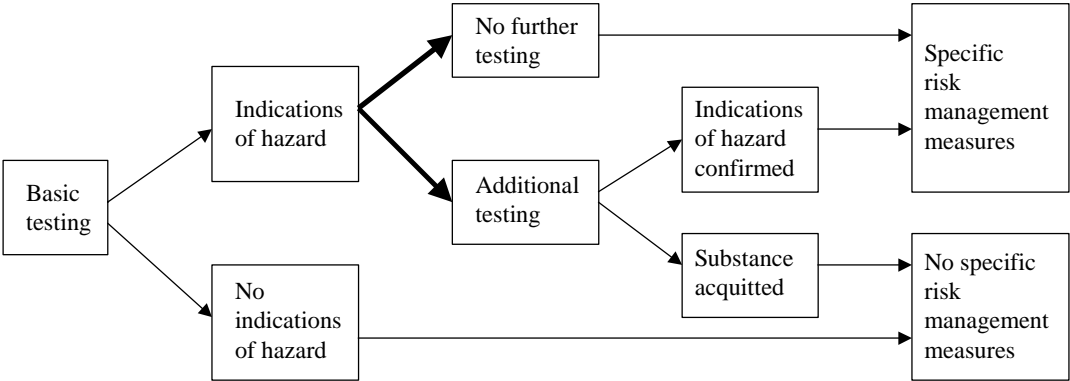 Basic
testing
Indications
of hazard
No
indications
of hazard
No further
testing
Additional
testing
Indications
of hazard
confirmed
Substance
acquitted
Specific
risk
management
measures
No specific
risk
management
measures